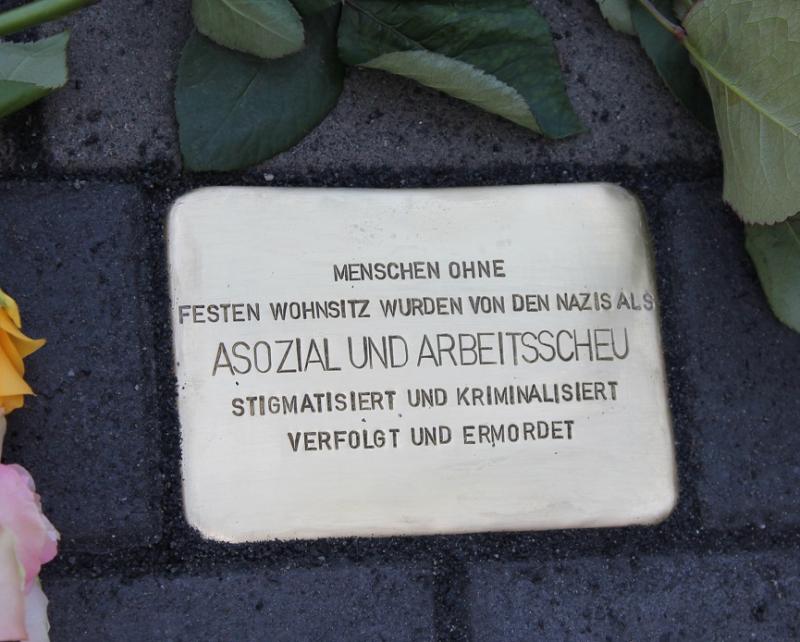 MENSCHEN OHNE
FESTEN WOHNSITZ WURDEN VON DEN NAZIS ALS
ASOZIAL UND ARBEITSSCHEU
STIGMATISIERT UND KRIMINALISIERT
VERFOLGT UND ERMORDET